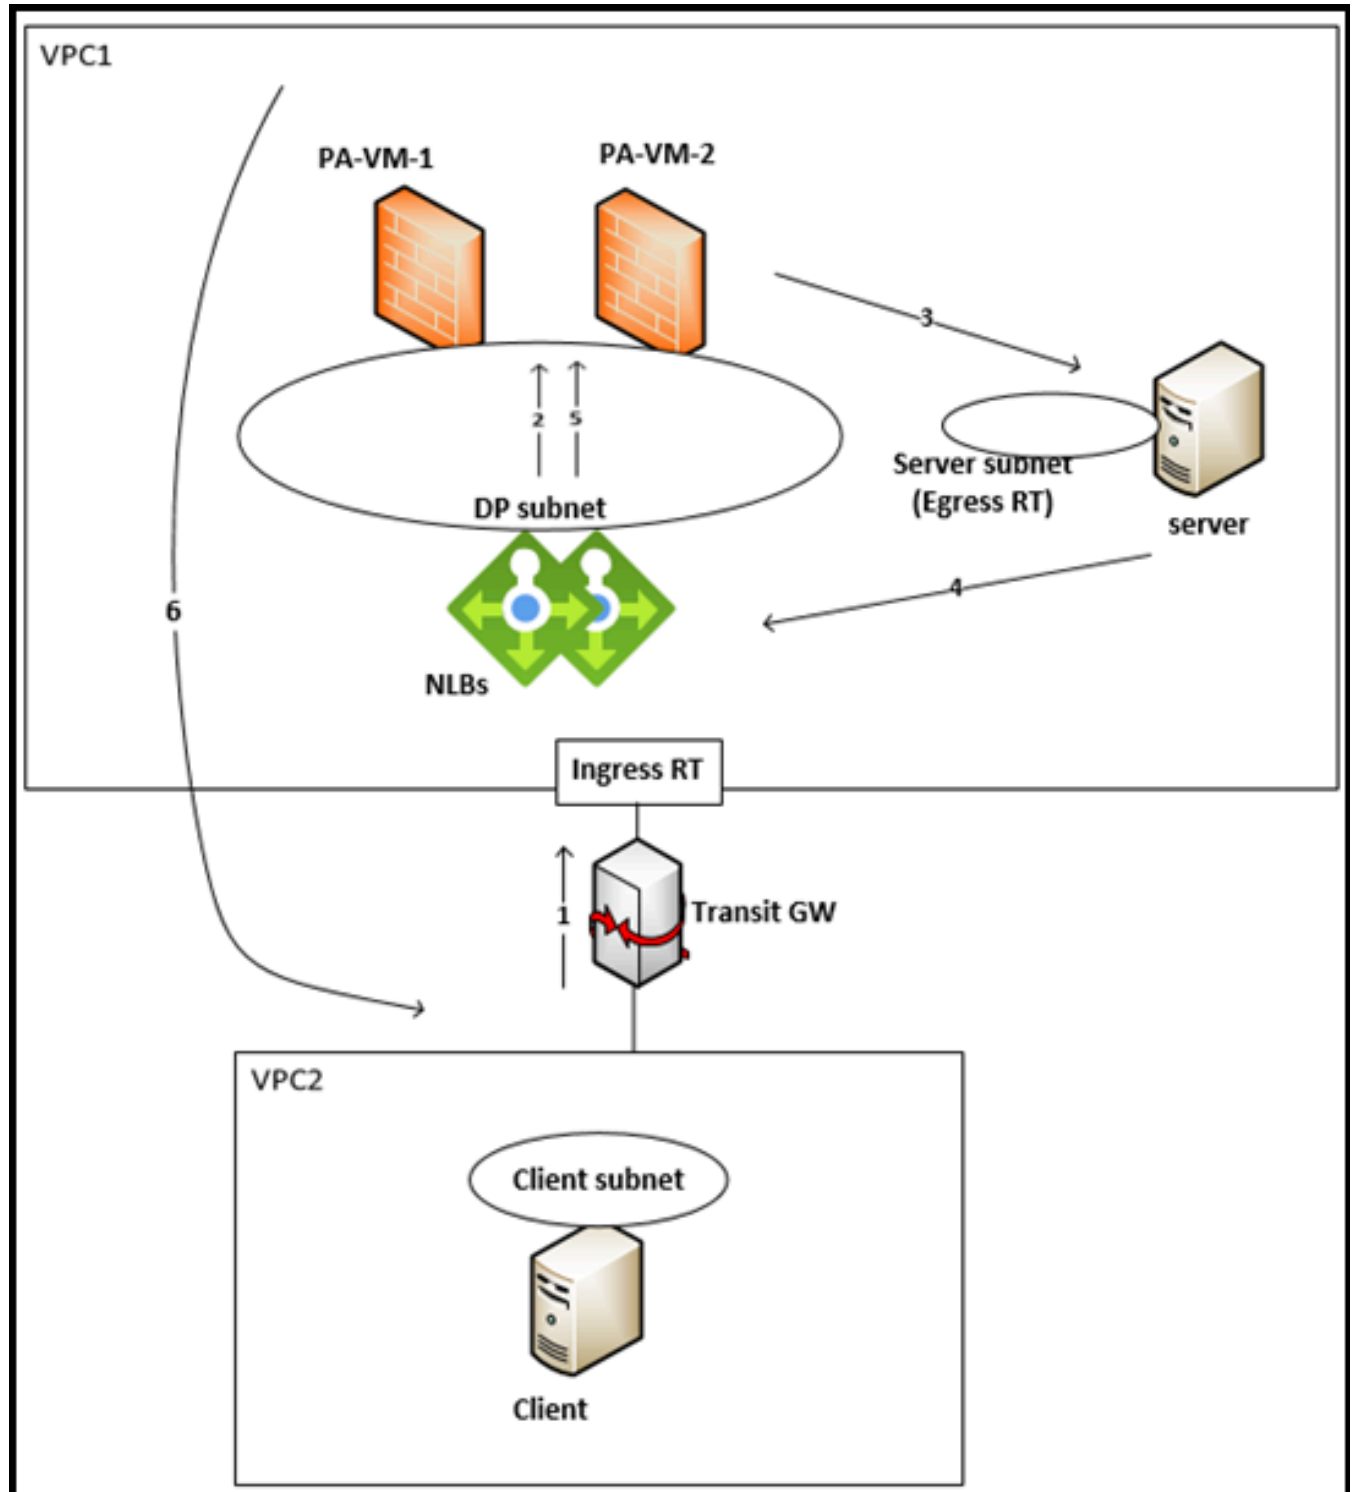 VPC1
PA-VM-1
PA-VM-2
3
2
5
Server subnet
(Egress RT)
DP subnet
server
4
6
NLBs
Ingress RT
1
Transit GW
VPC2
Client subnet
Client